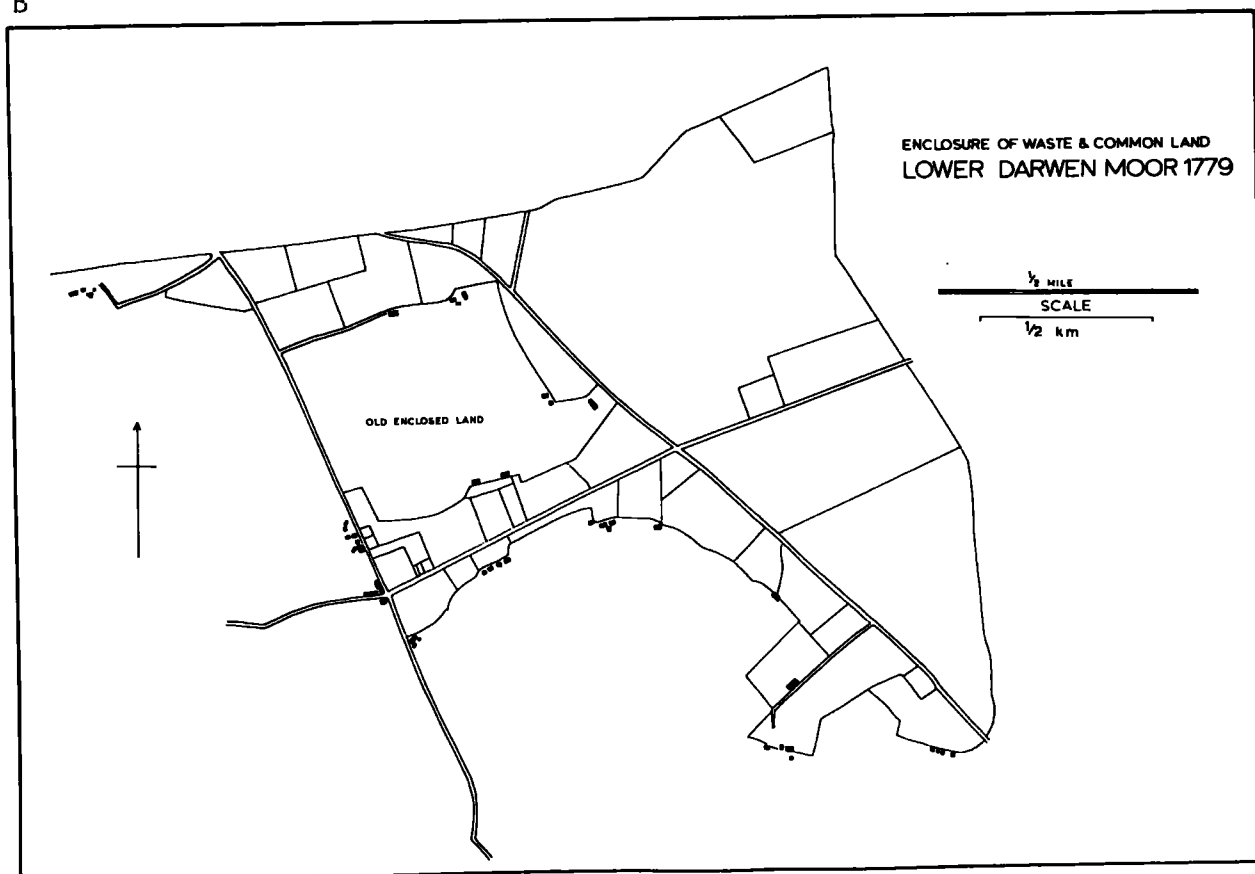 B
ENCLOSURE OF WASTE & COMMON LAND
LOWER DARWEN MOOR 1779
1/2 MILE
SCALE
1/2 km
OLD ENCLOSED LAND